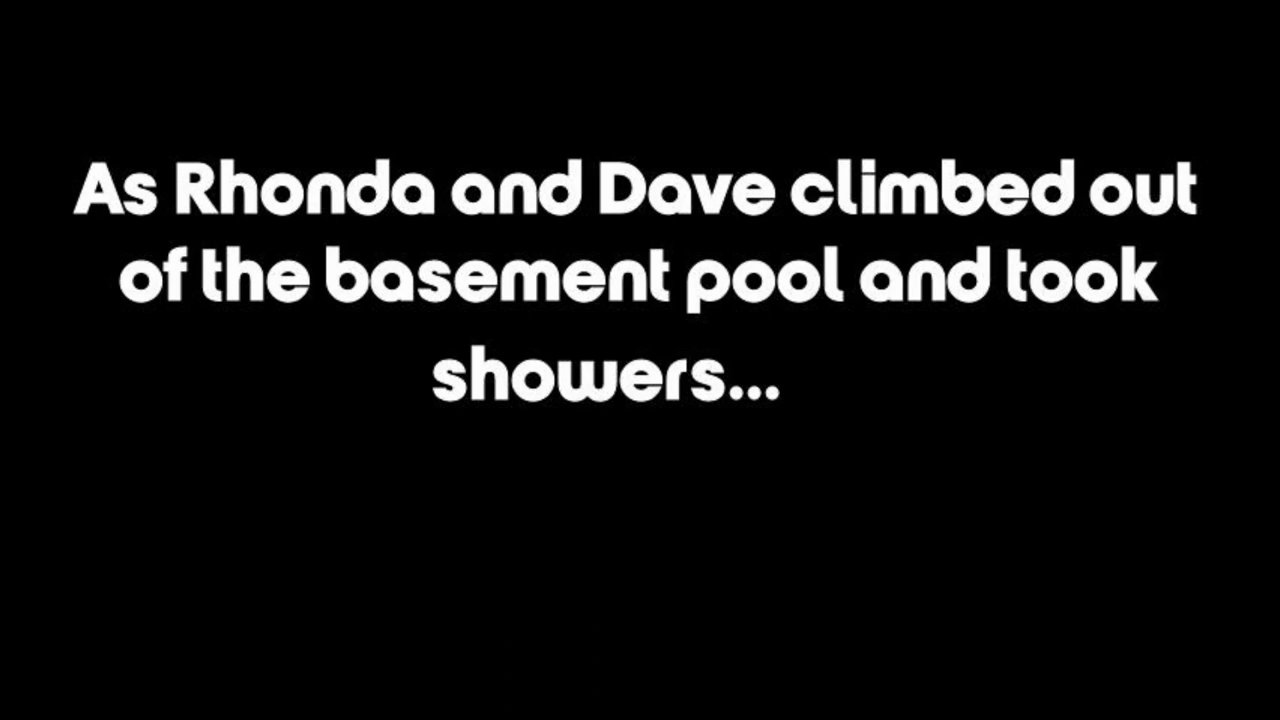 As Rhonda and Dave climbed out
of the basement pool and took
showers...